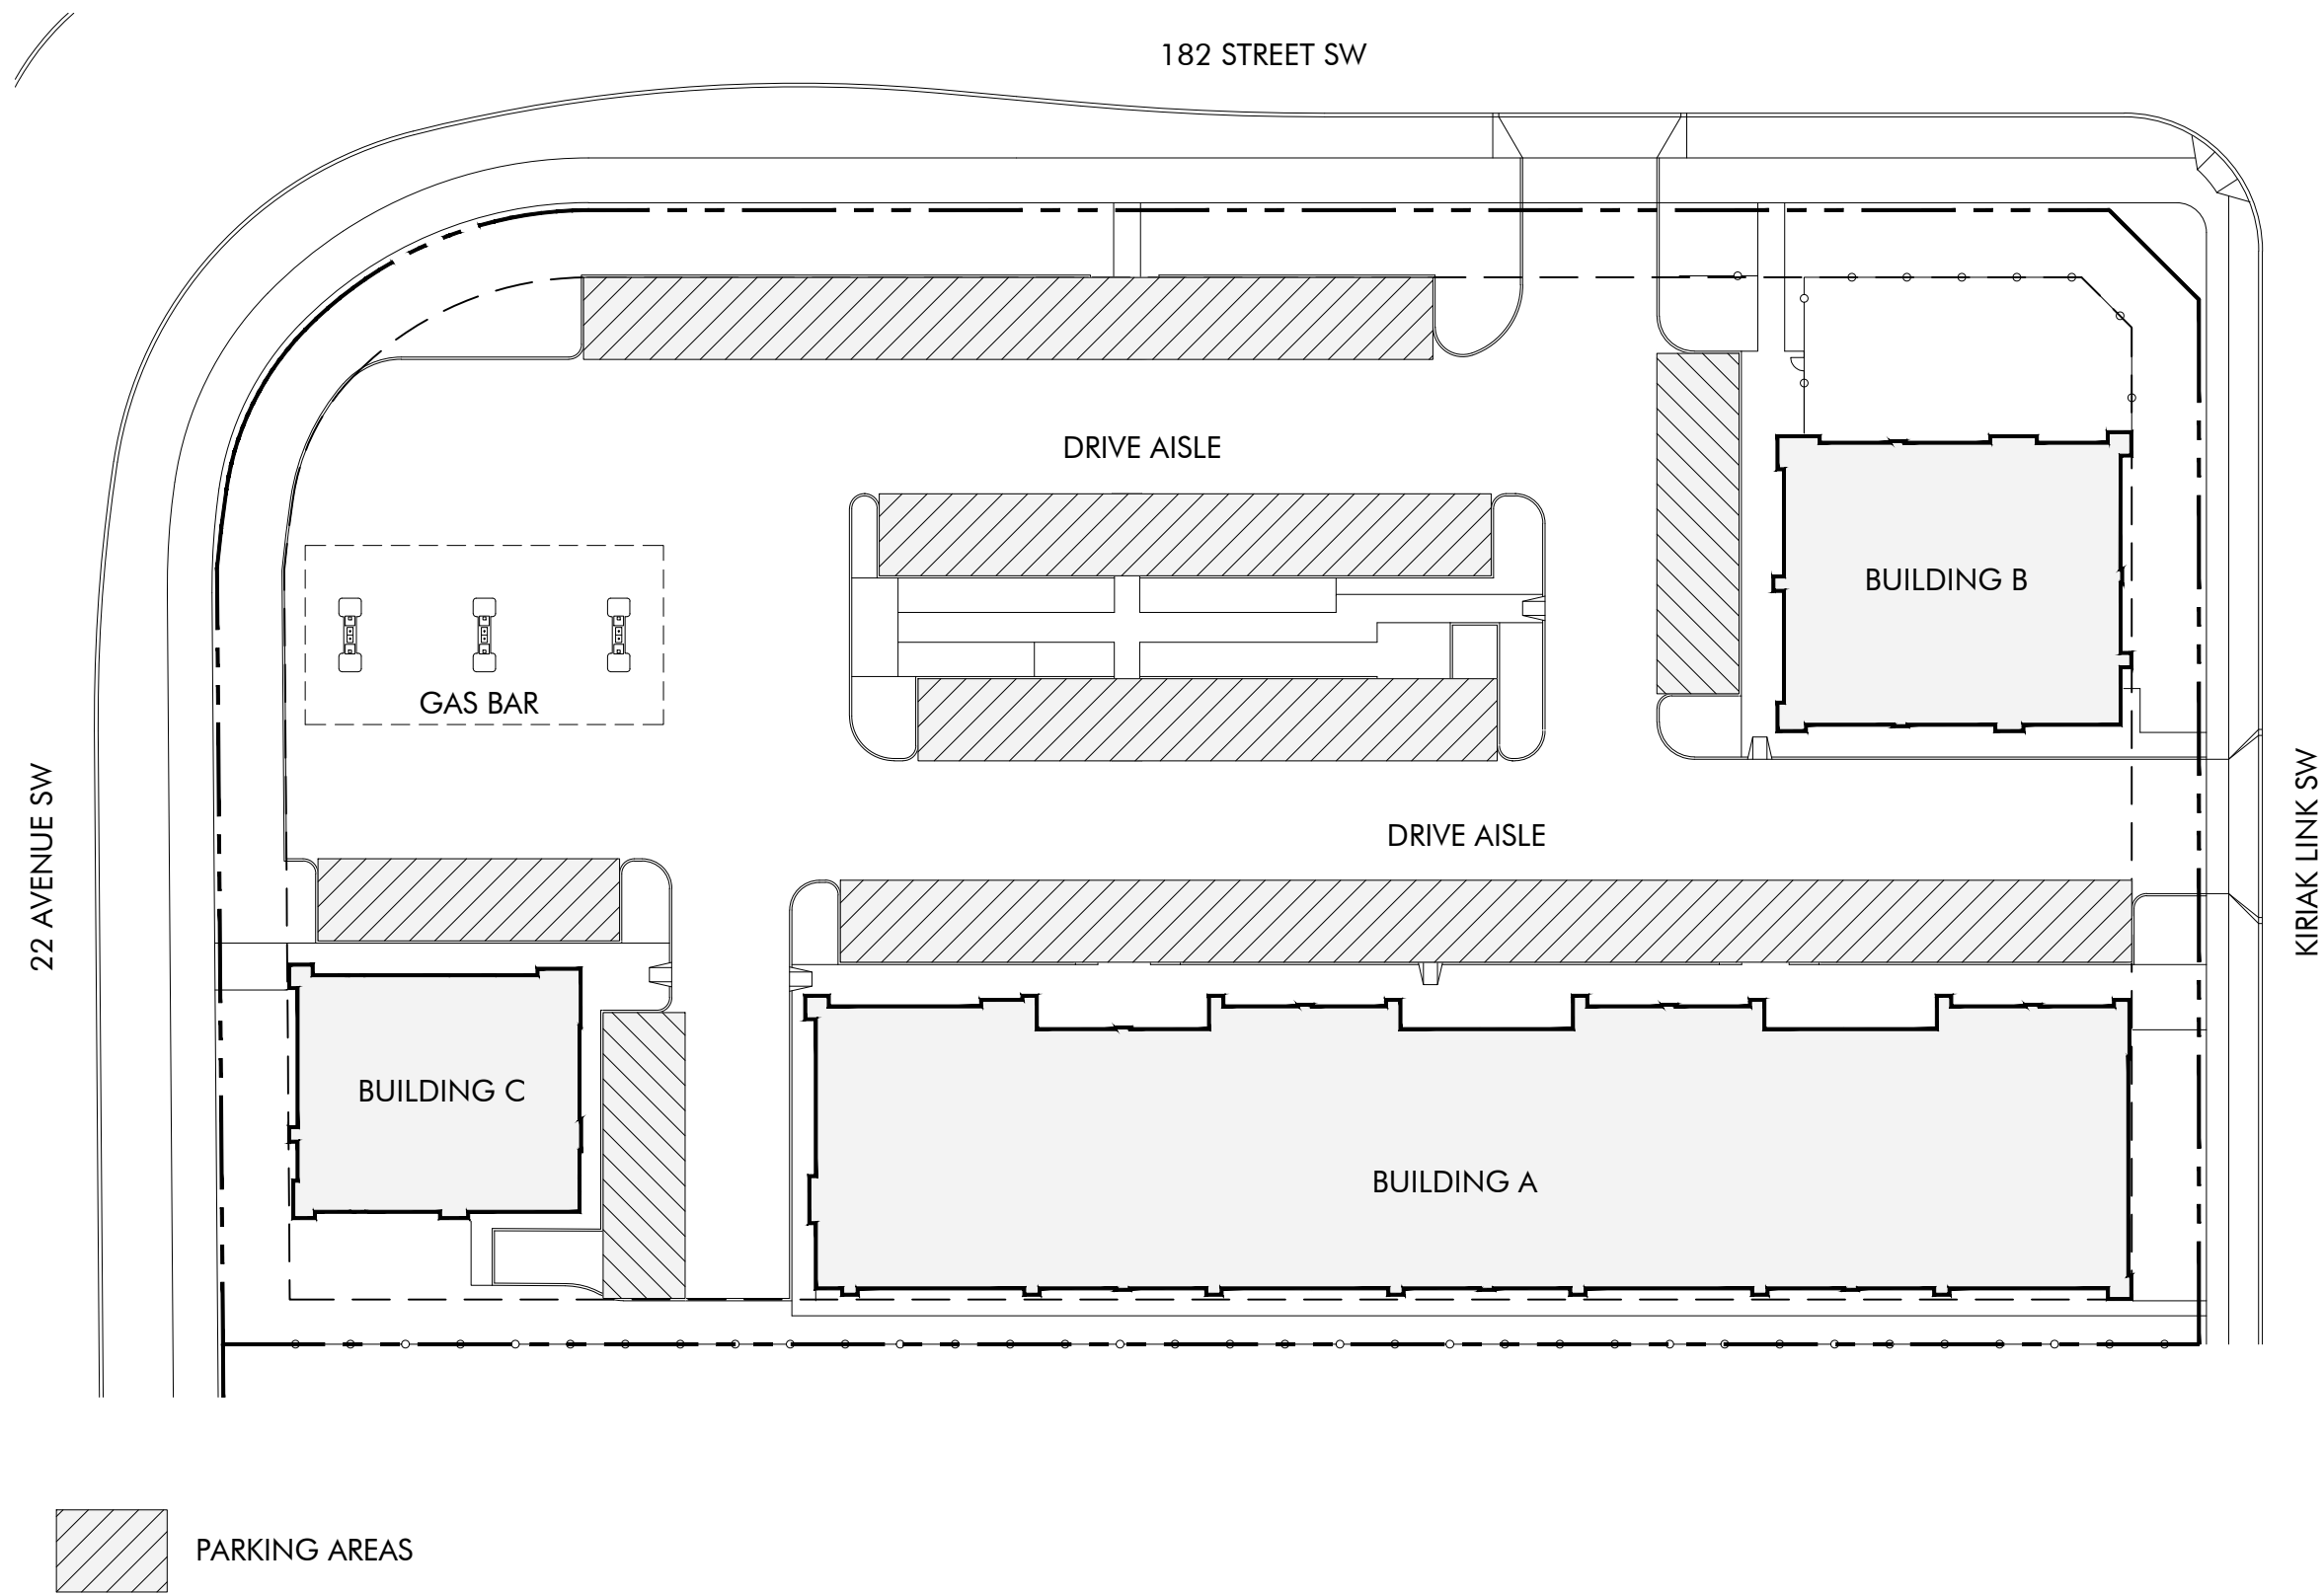 182 STREET SW
DRIVE AISLE
BUILDING B
GAS BAR
22 AVENUE SW
KIRIAK LINK SW
DRIVE AISLE
BUILDING C
BUILDING A
PARKING AREAS